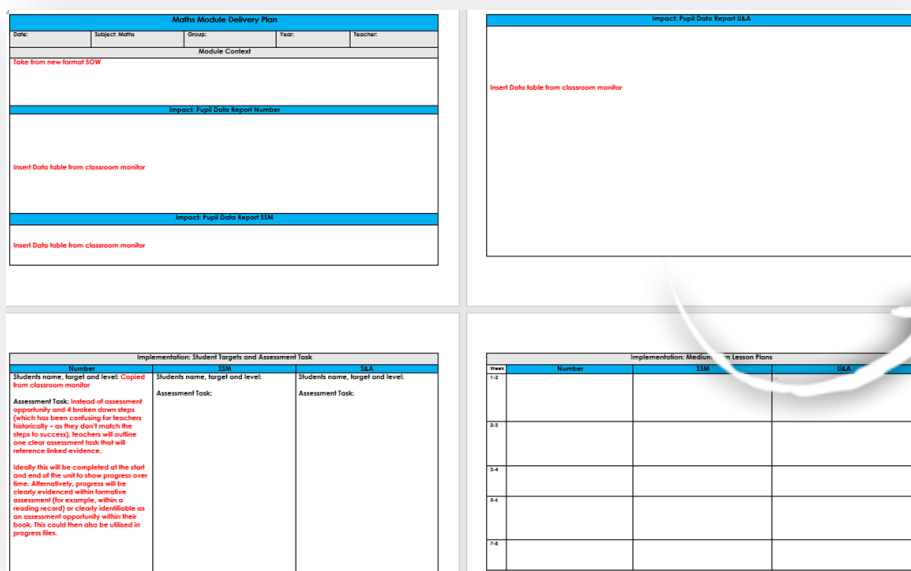 Maths Module Delivery Plan
Date: Subject: Maths Group: Year: Teacher:
Module Context
Take from new format SOW
Impact: Pupil Data Report Number
Insert Data table from classroom monitor
Impact: Pupil Data Report SSM
Insert Data table from classroom monitor
Impact: Pupil Data Report U&A
Insert Data table from classroom monitor
Implementation: Student Targets and Assessment Task
Number SSM S&A
Students name, target and level: Copied
from classroom monitor
Assessment Task: Instead of assessment
opportunity and 4 broken down steps
(which has been confusing for teachers
historically – as they don't match the
steps to success), teachers will outline
one clear assessment task that will
reference linked evidence.
Ideally this will be completed at the start
and end of the unit to show progress over
time. Alternatively, progress will be
clearly evidenced within formative
assessment (for example, within a
reading record) or clearly identifiable as
an assessment opportunity within their
book. This could then also be utilised in
progress files.
Students name, target and level:
Assessment Task:
Students name, target and level:
Assessment Task:
Implementation: Medium Lesson Plans
Week Number SSM U&A
1-2
3-4
5-6
7-8